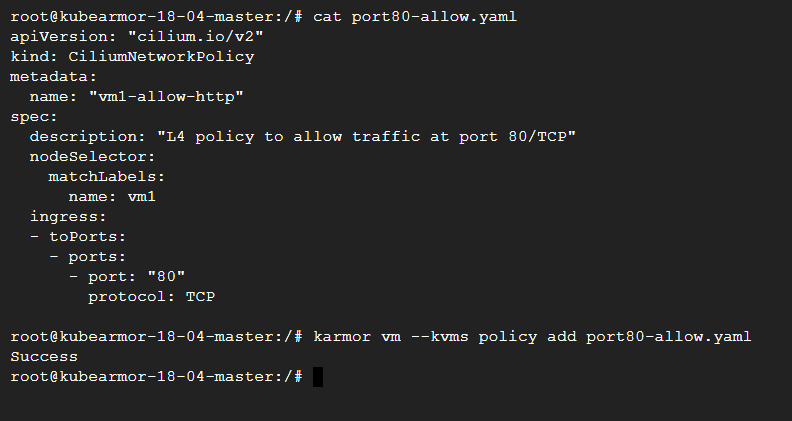 root@kubearmor-18-04-master:/# cat port80-allow.yaml
apiVersion: "cilium.io/v2"
kind: CiliumNetworkPolicy
metadata:
  name: "vm1-allow-http"
spec:
  description: "L4 policy to allow traffic at port 80/TCP"
  nodeSelector:
    matchLabels:
      name: vm1
  ingress:
  - toPorts:
    - ports:
      - port: "80"
        protocol: TCP

root@kubearmor-18-04-master:/# karmor vm --kvms policy add port80-allow.yaml
Success
root@kubearmor-18-04-master:/#